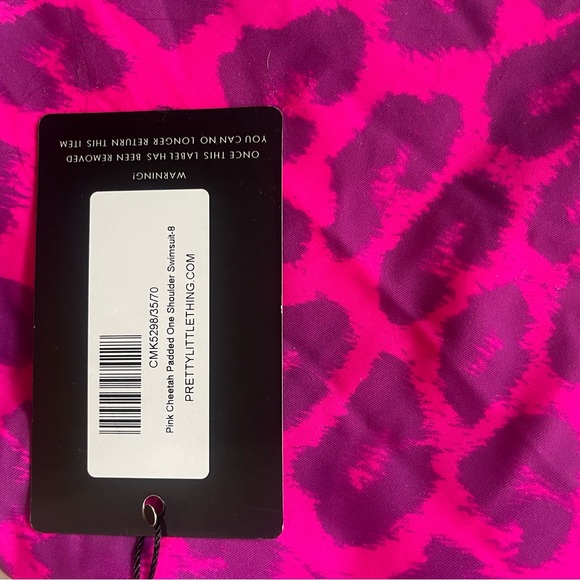 WARNING!
ONCE THIS LABEL HAS BEEN REMOVED
YOU CAN NO LONGER RETURN THIS ITEM
CMK5298/35/70
Pink Cheetah Padded One Shoulder Swimsuit-8
PRETTYLITTLETHING.COM